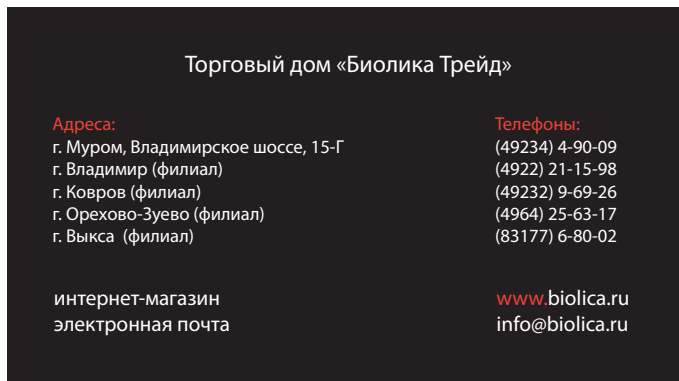 Торговый дом «Биолика Трейд»
Адреса: Телефоны:
г. Муром, Владимирское шоссе, 15-Г (49234) 4-90-09
г. Владимир (филиал) (4922) 21-15-98
г. Ковров (филиал) (49232) 9-69-26
г. Орехово-Зуево (филиал) (4964) 25-63-17
г. Выкса (филиал) (83177) 6-80-02
интернет-магазин www.biolica.ru
электронная почта info@biolica.ru